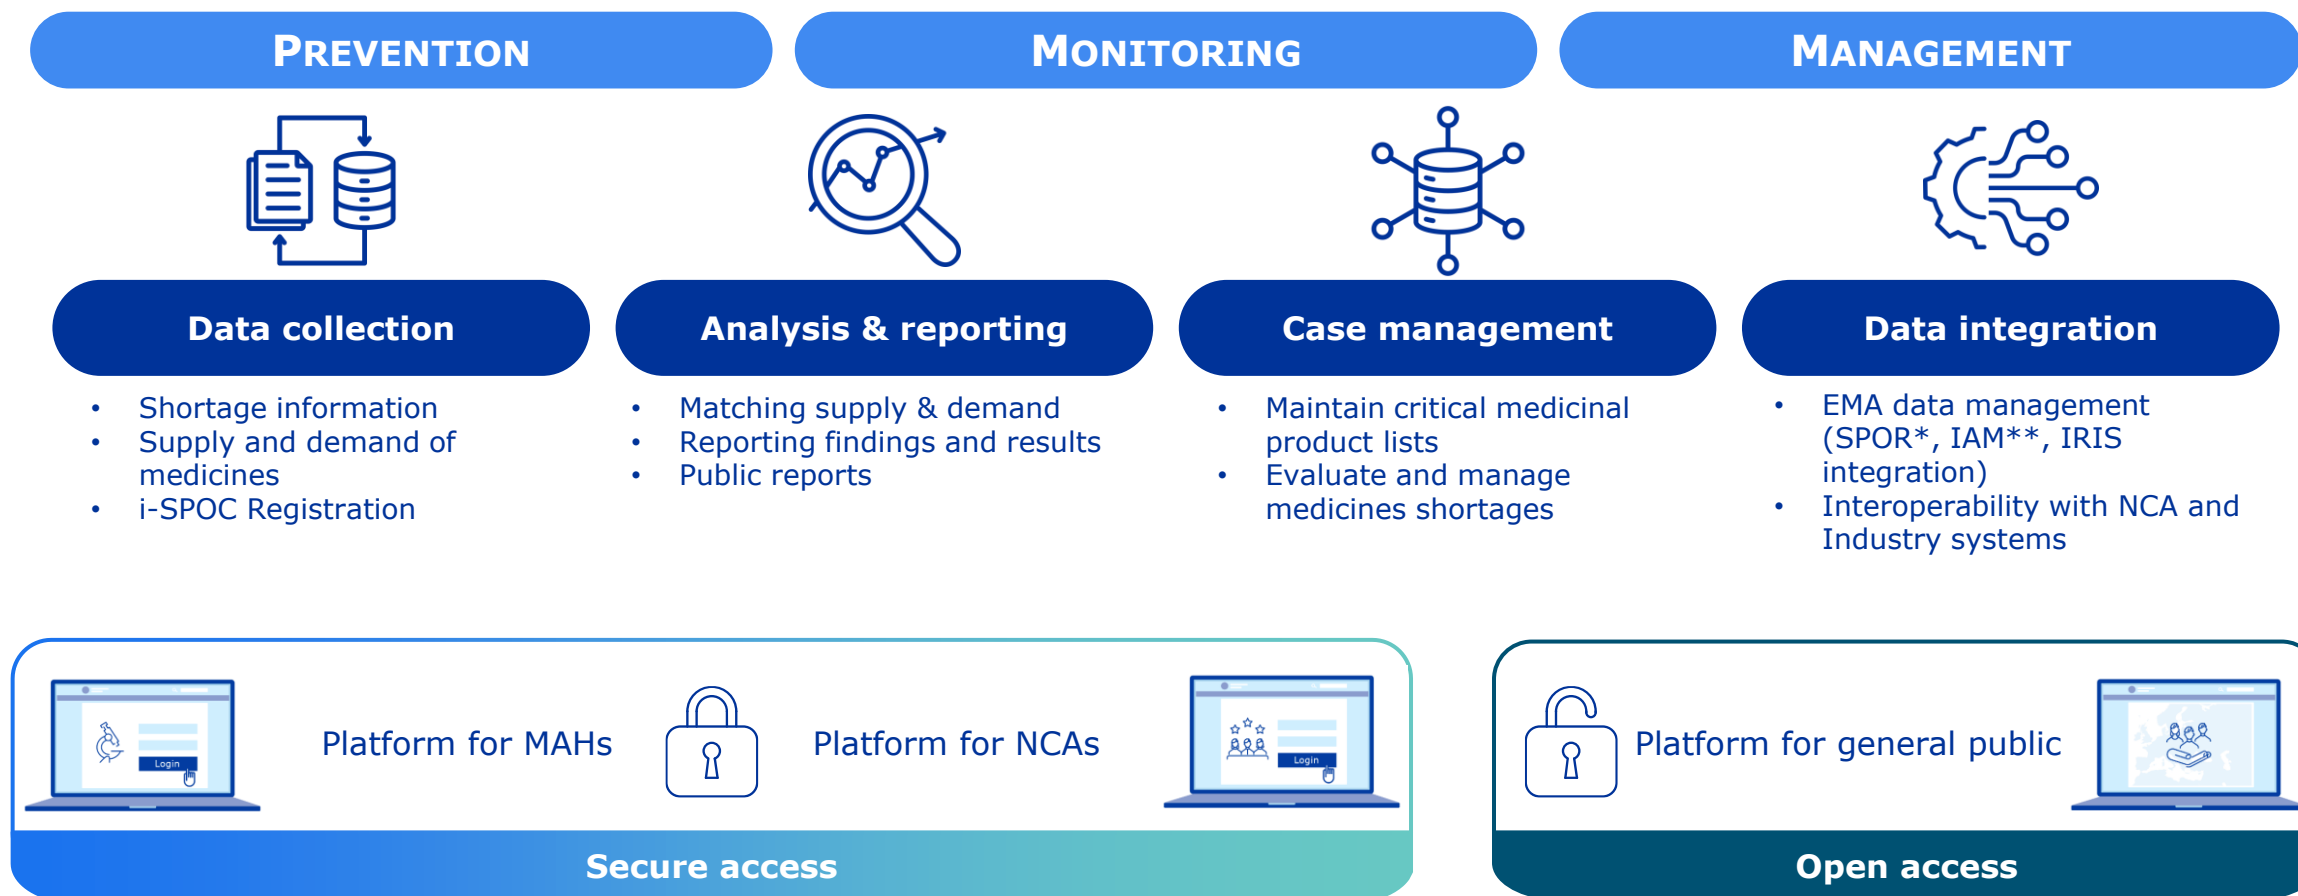 PREVENTION
MONITORING
MANAGEMENT
Data collection
• Shortage information
• Supply and demand of
medicines
• i-SPOC Registration
Analysis & reporting
• Matching supply & demand
• Reporting findings and results
• Public reports
Case management
• Maintain critical medicinal
product lists
• Evaluate and manage
medicines shortages
Data integration
• EMA data management
(SPOR*, IAM**, IRIS
integration)
• Interoperability with NCA and
Industry systems
Login
Platform for MAHs
Platform for NCAs
Login
Secure access
Platform for general public
Open access